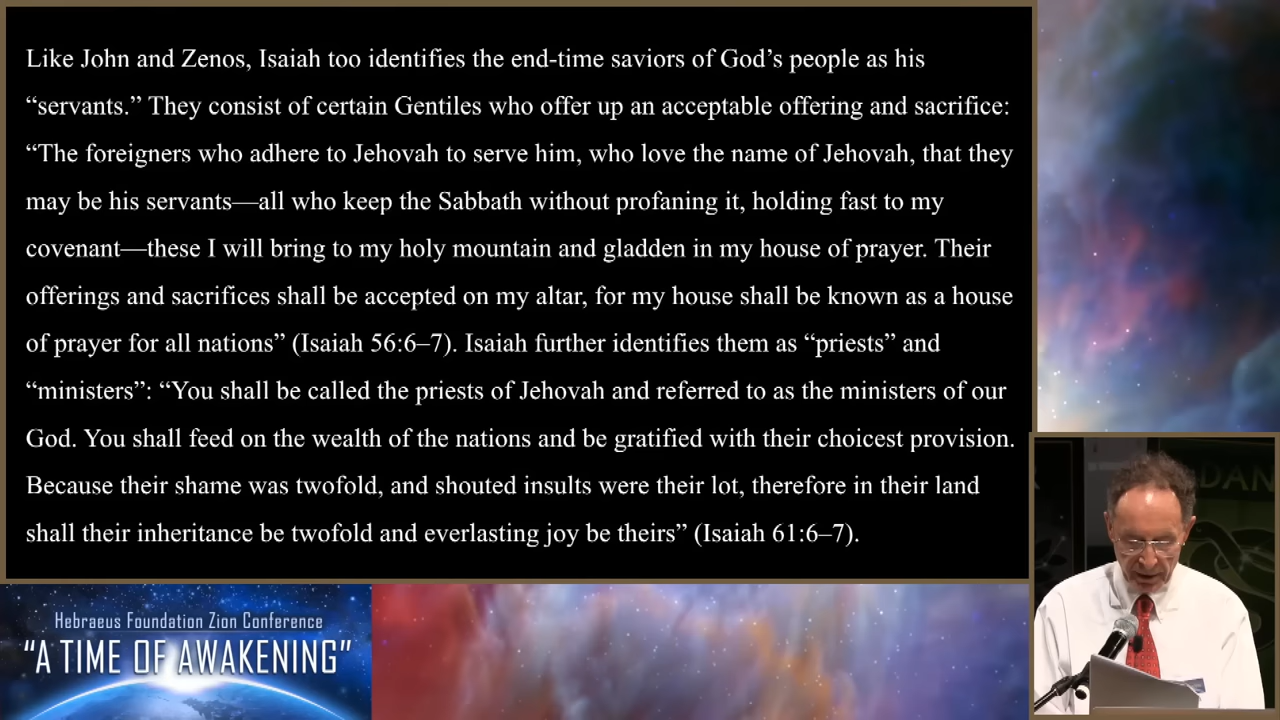 Like John and Zenos, Isaiah too identifies the end-time saviors of God’s people as his
“servants.” They consist of certain Gentiles who offer up an acceptable offering and sacrifice:
“The foreigners who adhere to Jehovah to serve him, who love the name of Jehovah, that they
may be his servants—all who keep the Sabbath without profaning it, holding fast to my
covenant—these I will bring to my holy mountain and gladden in my house of prayer. Their
offerings and sacrifices shall be accepted on my altar, for my house shall be known as a house
of prayer for all nations” (Isaiah 56:6–7). Isaiah further identifies them as “priests” and
“ministers”: “You shall be called the priests of Jehovah and referred to as the ministers of our
God. You shall feed on the wealth of the nations and be gratified with their choicest provision.
Because their shame was twofold, and shouted insults were their lot, therefore in their land
shall their inheritance be twofold and everlasting joy be theirs” (Isaiah 61:6–7).
Hebraeus Foundation Zion Conference
“A TIME OF AWAKENING”